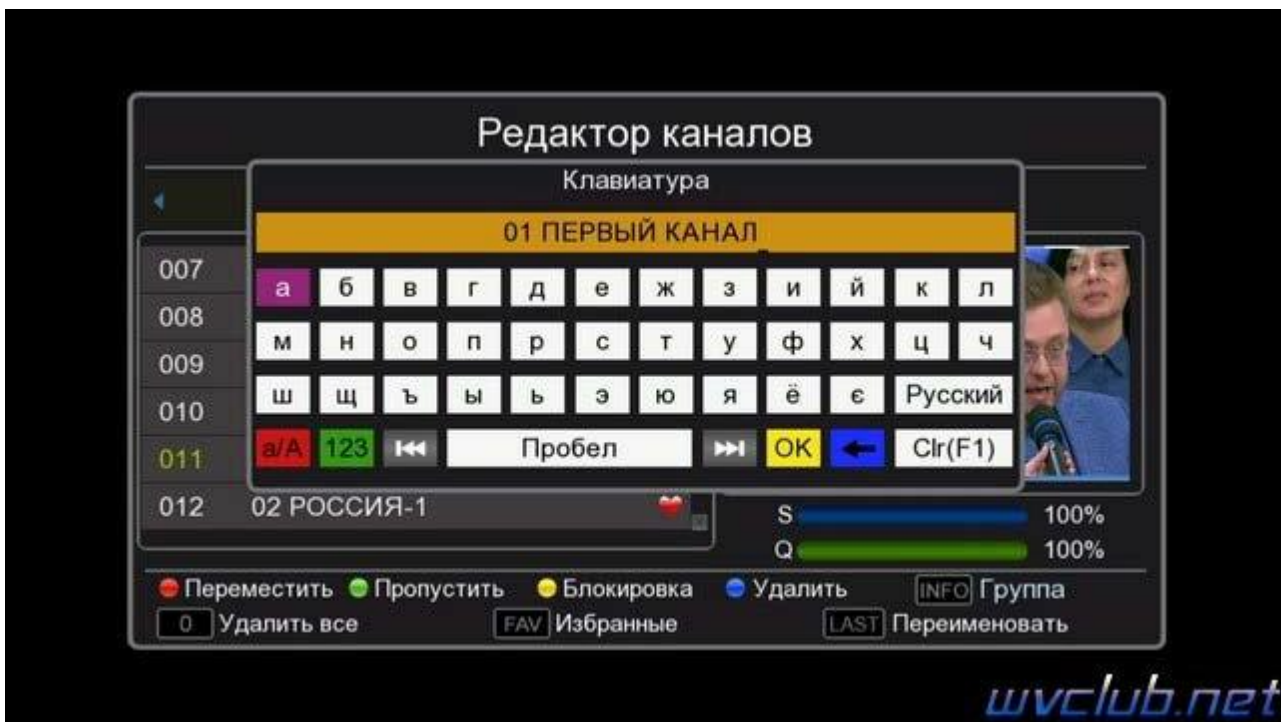 Редактор каналов
Клавиатура
01 ПЕРВЫЙ КАНАЛ_
007
008
009
010
011
а б в г д е ж з и й к л
м н о п р с т у ф х ц ч
ш щ ъ ы ь э ю я ё є Русский
a/A 123 Пробел OK Clr(F1)
012 02 РОССИЯ-1
S 100%
Q 100%
Переместить Пропустить Блокировка Удалить INFO Группа
0 Удалить все FAV Избранные LAST Переименовать
wvclub.net